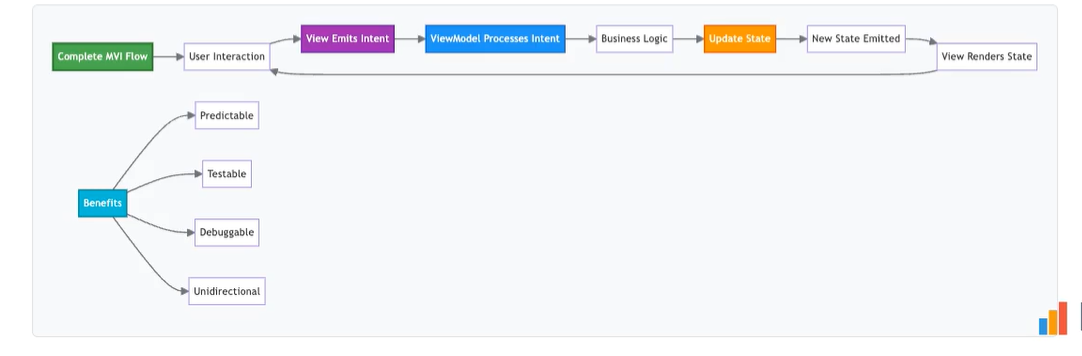 Complete MVI Flow
User Interaction
View Emits Intent
ViewModel Processes Intent
Business Logic
Update State
New State Emitted
View Renders State
Benefits
Predictable
Testable
Debuggable
Unidirectional